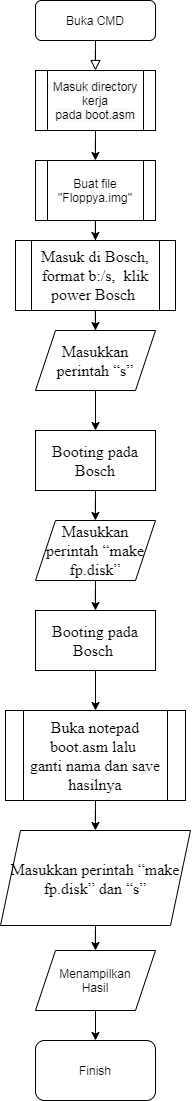 Buka CMD
Masuk directory
kerja
pada boot.asm
Buat file
"Floppya.img"
Masuk di Bosch,
format b:/s,  klik
power Bosch
Masukkan
perintah “s”
Booting pada
Bosch
Masukkan
perintah “make
fp.disk”
Booting pada
Bosch
Buka notepad
boot.asm lalu
ganti nama dan save
hasilnya
Masukkan perintah “make
fp.disk” dan “s”
Menampilkan
Hasil
Finish